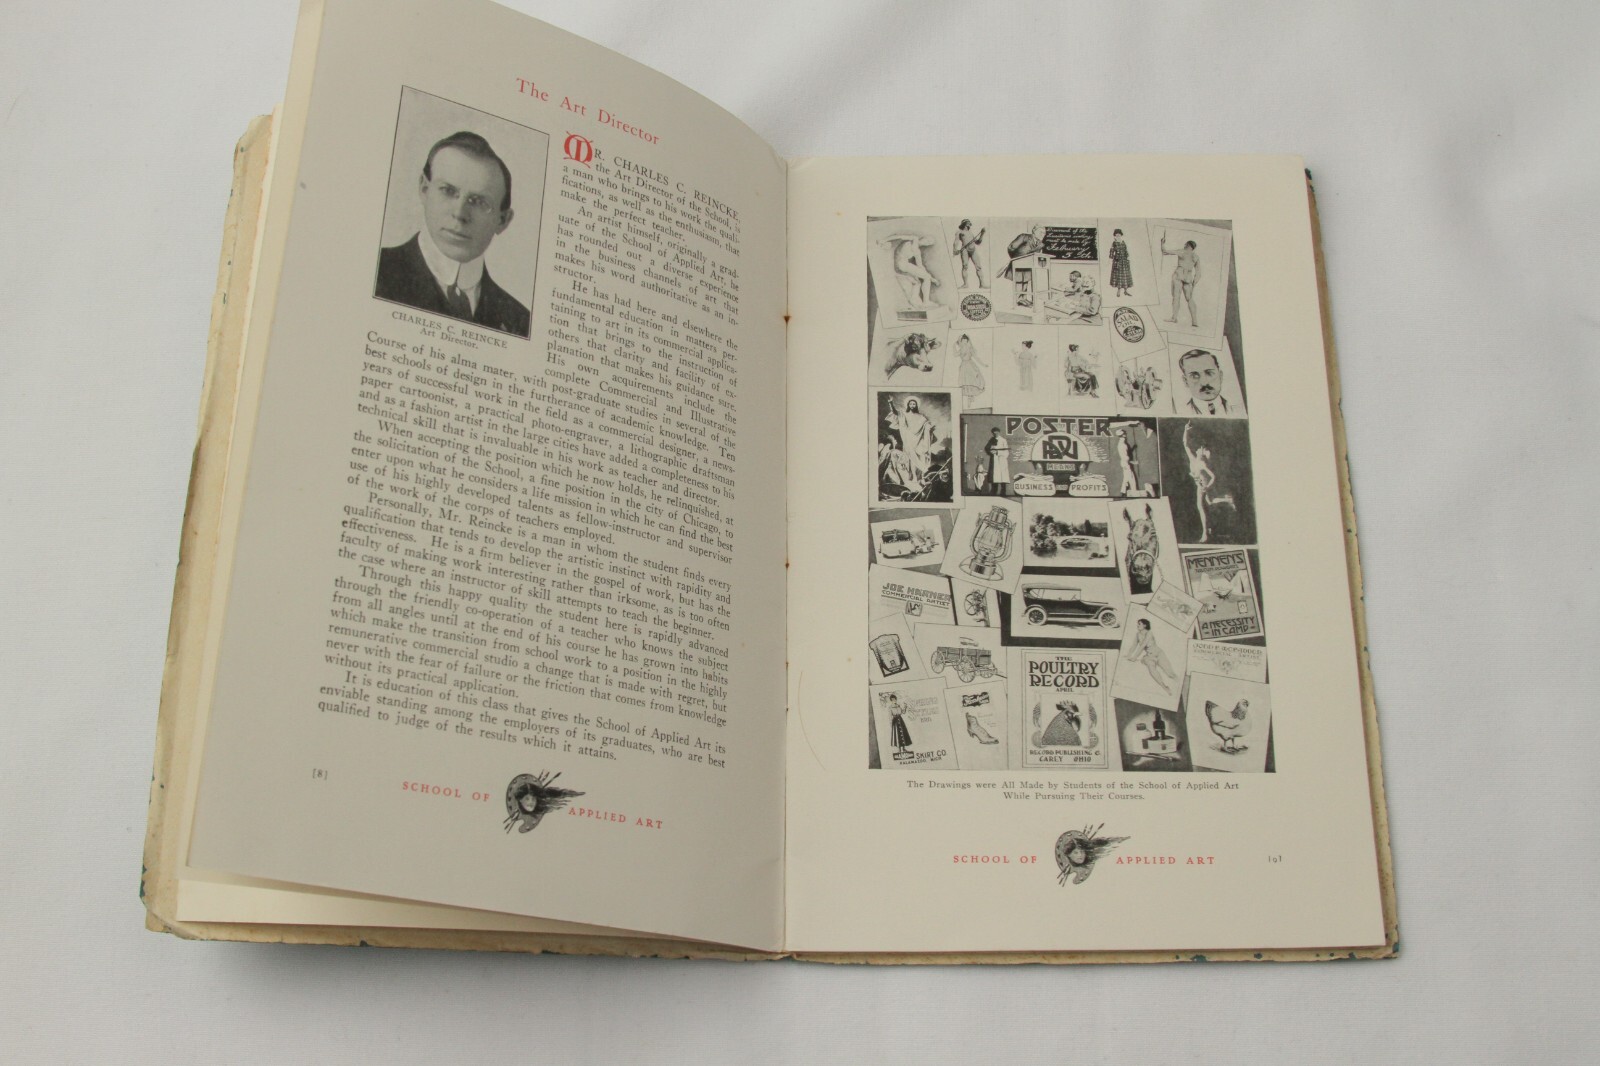 The Art Director
MR. CHARLES C. REINCKE,
the Art Director of the School, is
a man who brings to his work the quali-
fications, as well as the enthusiasm, that
make the perfect teacher.
An artist himself, originally a grad-
uate of the School of Applied Art, he
has rounded out a diverse experience
in the business channels of art that
makes his word authoritative as an in-
structor.
He has had here and elsewhere the
fundamental education in matters per-
taining to art in its commercial applica-
tion that brings to the instruction of
others that clarity and facility of ex-
planation that makes his guidance sure.
His own acquirements include the
complete Commercial and Illustrative
CHARLES C. REINCKE
Art Director.
Course of his alma mater, with post-graduate studies in several of the
best schools of design in the furtherance of academic knowledge. Ten
years of successful work in the field as a commercial designer, a news-
paper cartoonist, a practical photo-engraver, a lithographic draftsman
and as a fashion artist in the large cities have added a completeness to his
technical skill that is invaluable in his work as teacher and director.
When accepting the position which he now holds, he relinquished, at
the solicitation of the School, a fine position in the city of Chicago, to
enter upon what he considers a life mission in which he can find the best
use of his highly developed talents as fellow-instructor and supervisor
of the work of the corps of teachers employed.
Personally, Mr. Reincke is a man in whom the student finds every
qualification that tends to develop the artistic instinct with rapidity and
effectiveness. He is a firm believer in the gospel of work, but has the
faculty of making work interesting rather than irksome, as is too often
the case where an instructor of skill attempts to teach the beginner.
Through this happy quality the student here is rapidly advanced
through the friendly co-operation of a teacher who knows the subject
from all angles until at the end of his course he has grown into habits
which make the transition from school work to a position in the highly
remunerative commercial studio a change that is made with regret, but
never with the fear of failure or the friction that comes from knowledge
without its practical application.
It is education of this class that gives the School of Applied Art its
enviable standing among the employers of its graduates, who are best
qualified to judge of the results which it attains.
[8]
SCHOOL OF APPLIED ART
February
5th
SALAD
POSTER
MEANS
BUSINESS PROFITS
MENNEN'S
A NECESSITY
IN CAMP
JOE
COMMERCIAL ARTIST
THE
POULTRY
RECORD
APRIL
RECORD PUBLISHING C.
CAREY OHIO
SKIRT CO.
KALAMAZOO, MICH
The Drawings were All Made by Students of the School of Applied Art
While Pursuing Their Courses.
SCHOOL OF APPLIED ART
[9]